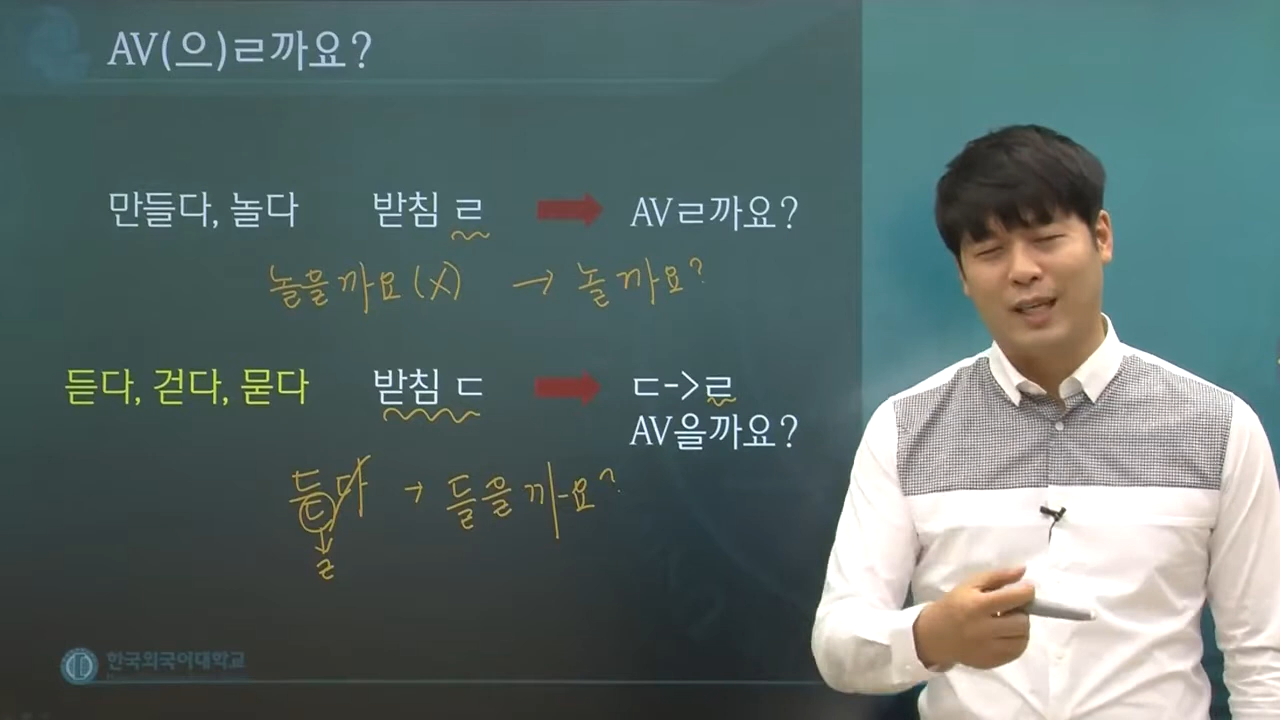 AV(으)ㄹ까요?
만들다, 놀다 받침 ㄹ AVㄹ까요?
놀을까요(X) → 놀까요?
듣다, 걷다, 묻다 받침 ㄷ ㄷ->ㄹ
AV을까요?
듣다 → 들을까요?
↓
ㄹ
한국외국어대학교